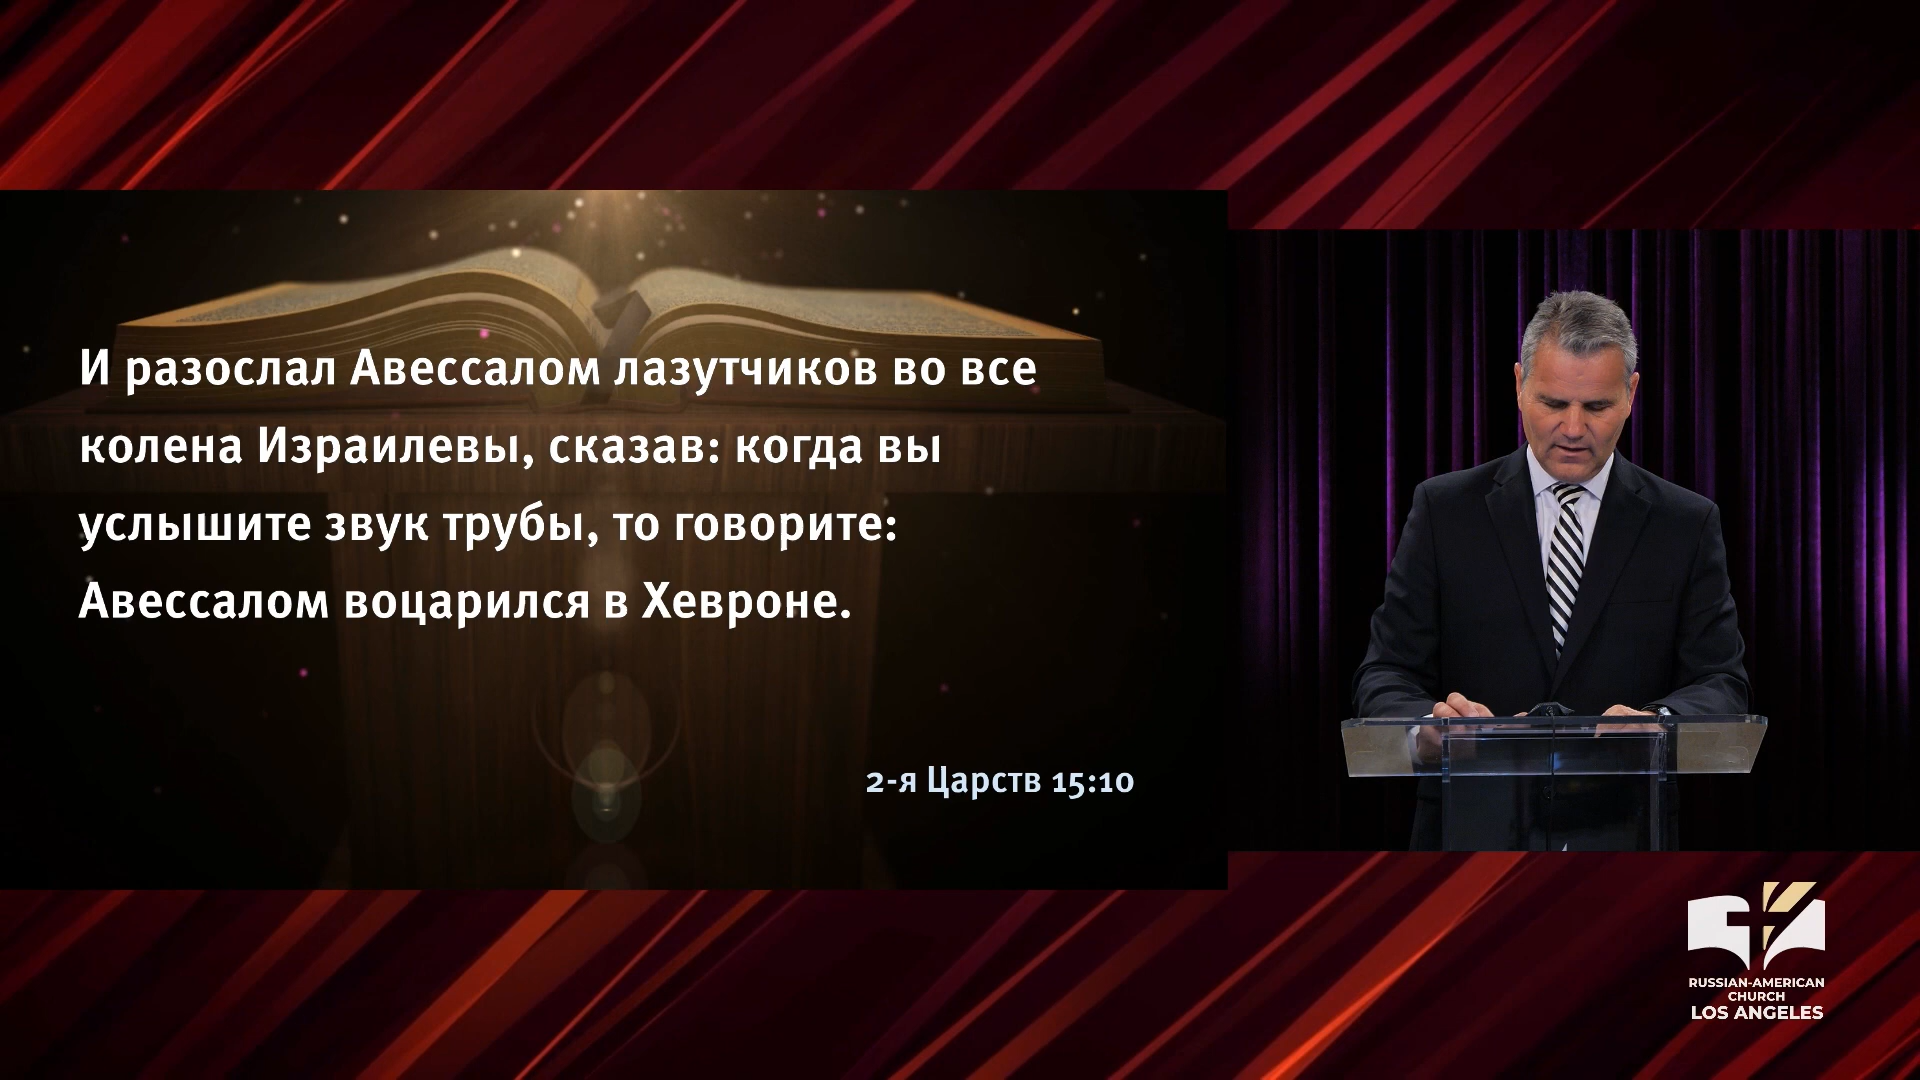 И разослал Авессалом лазутчиков во все
колена Израилевы, сказав: когда вы
услышите звук трубы, то говорите:
Авессалом воцарился в Хевроне.
2-я Царств 15:10
RUSSIAN-AMERICAN
CHURCH
LOS ANGELES